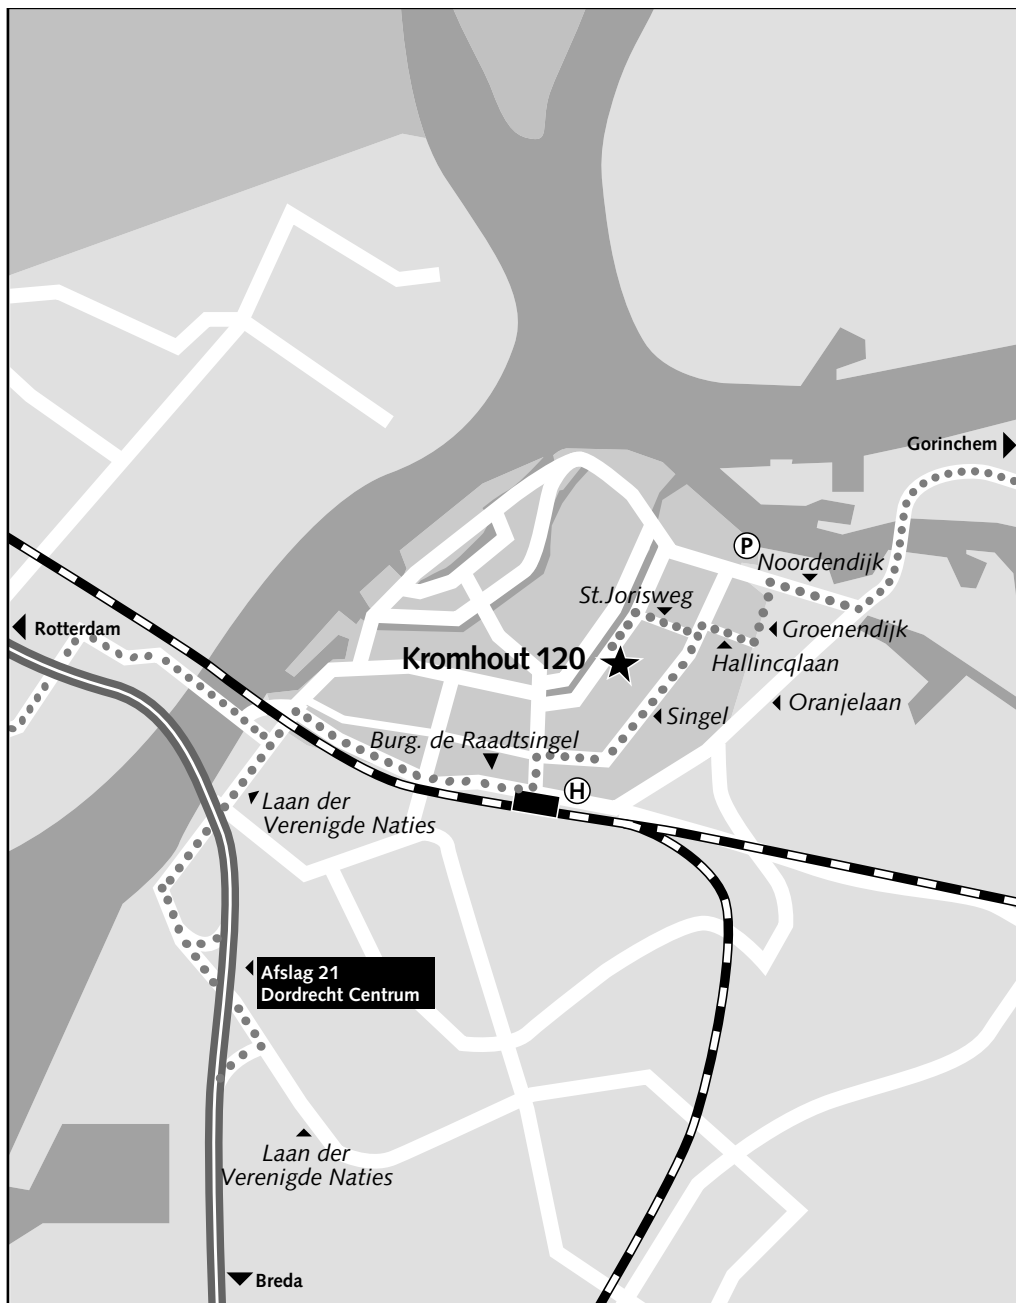 Gorinchem
P
Noordendijk
St.Jorisweg
Rotterdam
Groenendijk
Kromhout 120
Hallincqlaan
Oranjelaan
Singel
Burg. de Raadtsingel
H
Laan der
Verenigde Naties
Afslag 21
Dordrecht Centrum
Laan der
Verenigde Naties
Breda